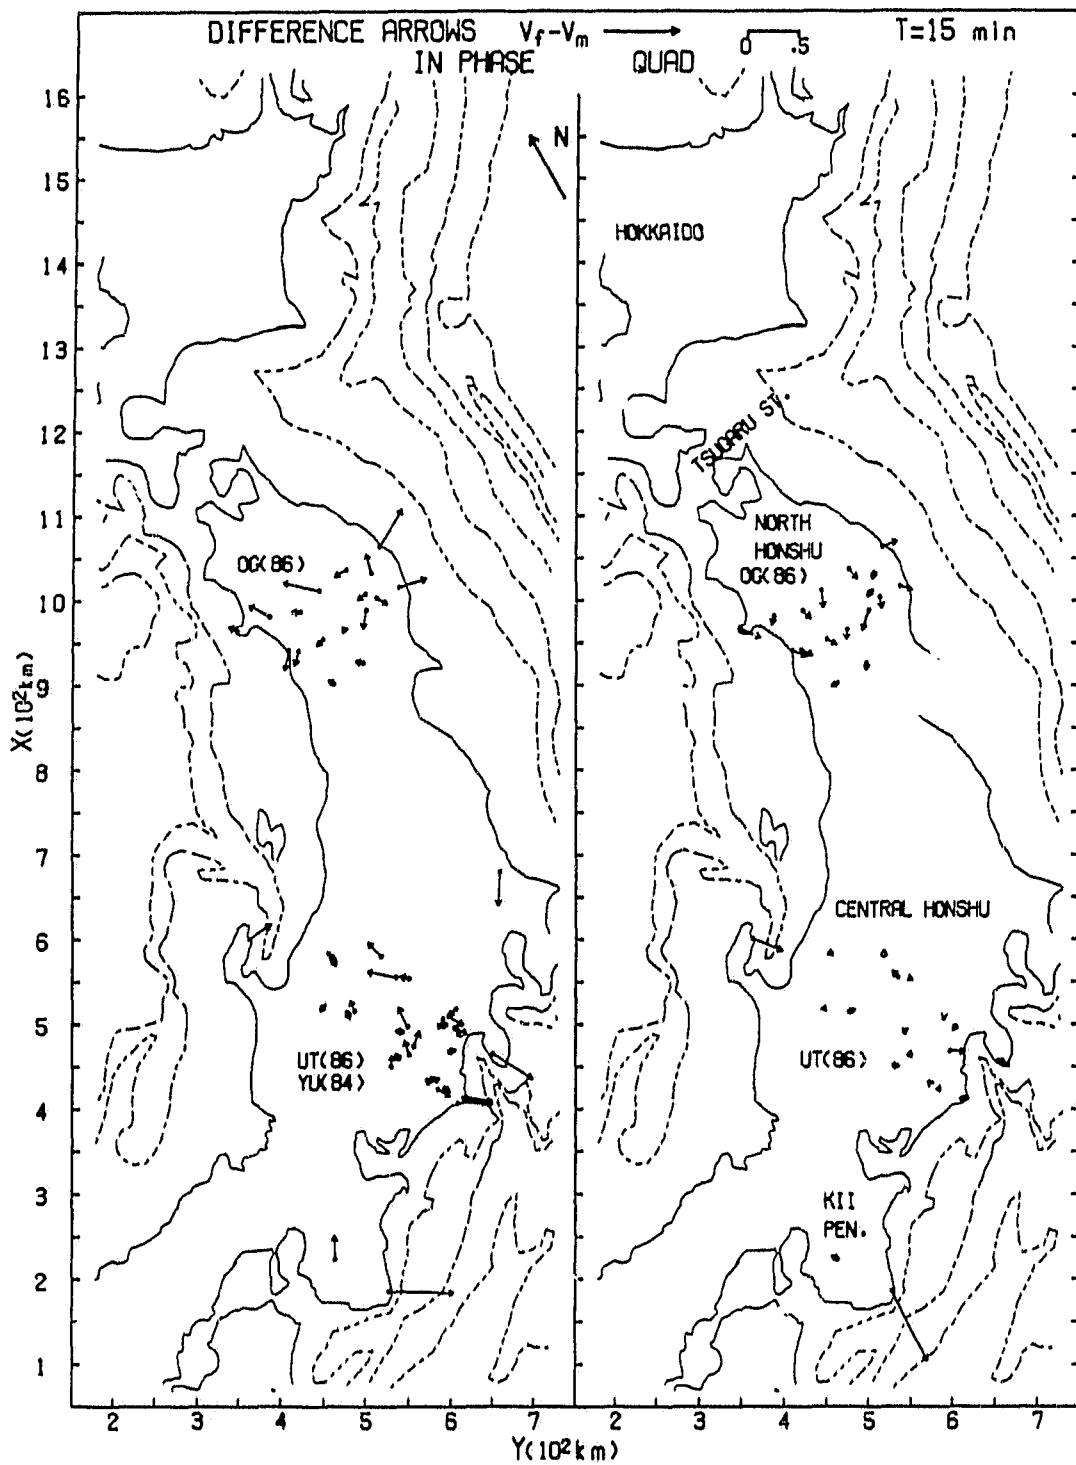 DIFFERENCE ARROWS Vf-Vm 0 .5 T=15 min
IN PHASE QUAD
N
16
15
14
13
12
11
10
9
8
7
6
5
4
3
2
1
X(10²km)
OG(86)
UT(86)
YU(84)
HOKKAIDO
TSUGARU ST.
NORTH
HONSHU
OG(86)
CENTRAL HONSHU
UT(86)
KII
PEN.
2 3 4 5 6 7 2 3 4 5 6 7
Y(10²km)